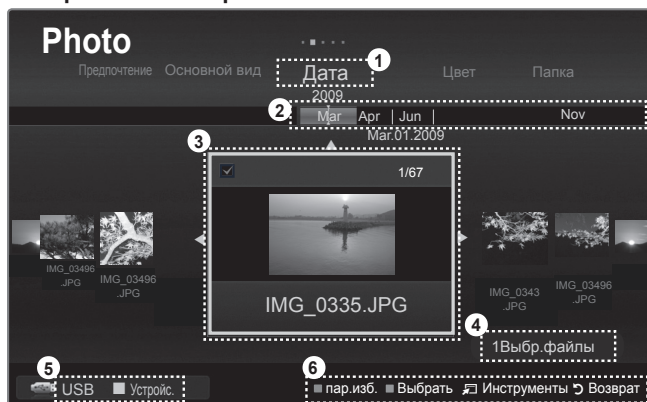 Photo
1
Предпочтение Основной вид Дата Цвет Папка
2009
2
Mar Apr | Jun | Nov
Mar.01.2009
3
1/67
IMG_03496
.JPG
IMG_03496
.JPG
IMG_0335.JPG
IMG_0343
.JPG
IMG_03496
.JPG
4
1Выбр.файлы
5
6
USB Устройс.
пар.изб. Выбрать Инструменты Возврат